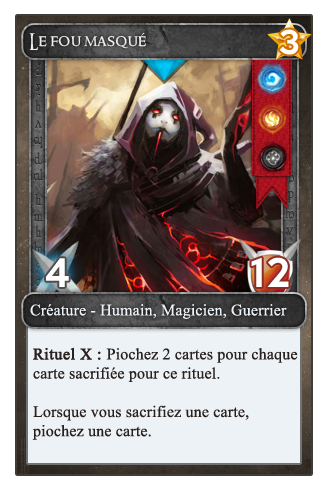 Le fou masqué
3
4
12
Créature - Humain, Magicien, Guerrier
Rituel X : Piochez 2 cartes pour chaque
carte sacrifiée pour ce rituel.
Lorsque vous sacrifiez une carte,
piochez une carte.